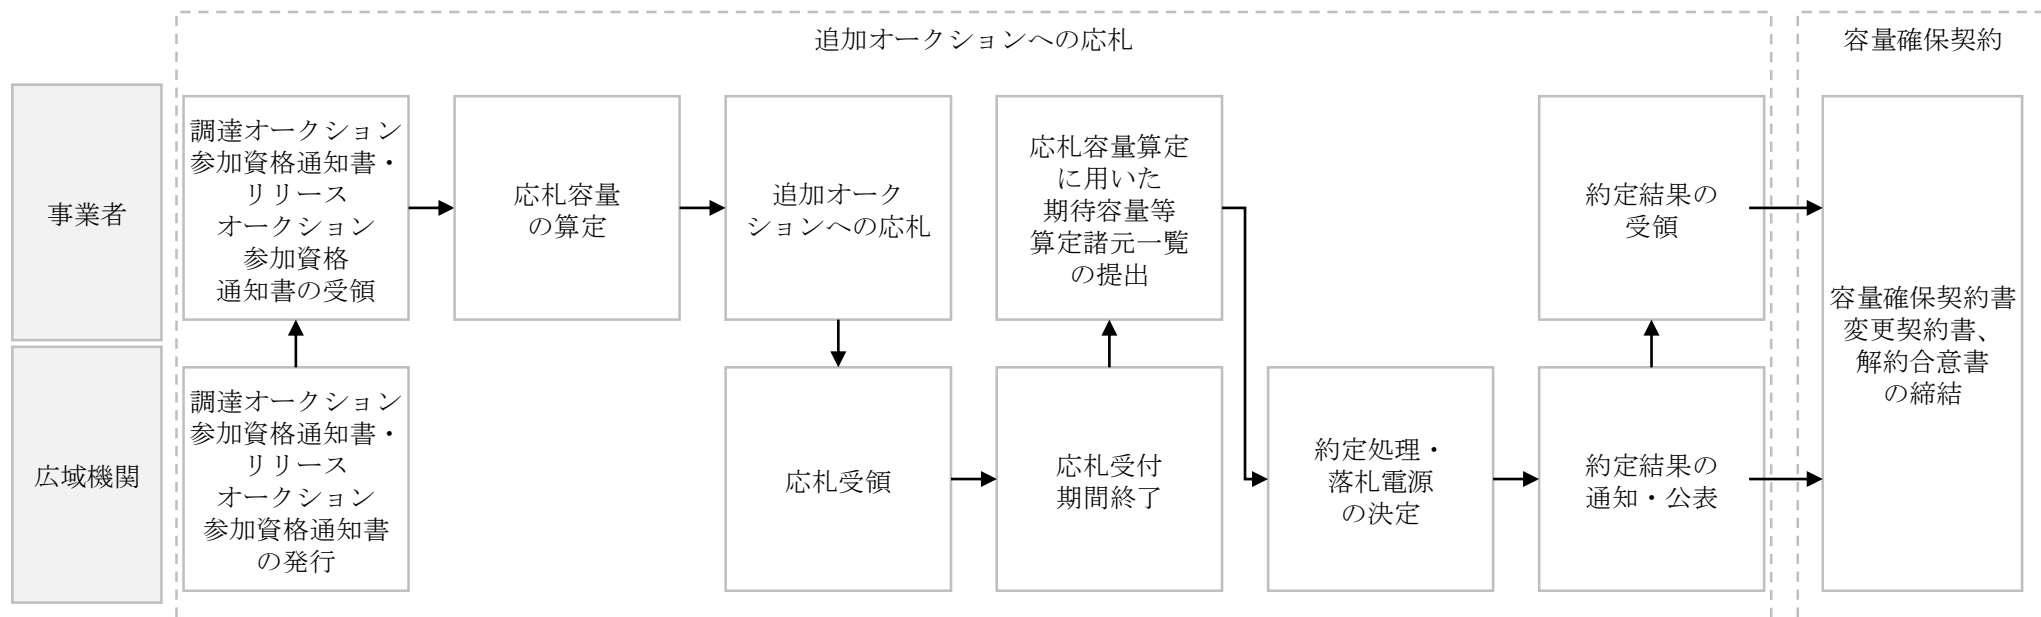 追加オークションへの応札
容量確保契約
事業者
調達オークション
参加資格通知書・
リリース
オークション
参加資格
通知書の受領
応札容量
の算定
追加オーク
ションへの応札
応札容量算定
に用いた
期待容量等
算定諸元一覧
の提出
約定結果の
受領
容量確保契約書
変更契約書、
解約合意書
の締結
広域機関
調達オークション
参加資格通知書・
リリース
オークション
参加資格通知書
の発行
応札受領
応札受付
期間終了
約定処理・
落札電源
の決定
約定結果の
通知・公表